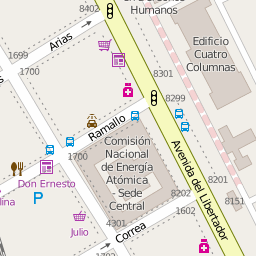 Humanos
8402
Arias
Edificio
Cuatro
Columnas
1699
1700
8301
8299
Ramallo
Comisión
Nacional
de Energía
Atómica
- Sede
Central
1700
Avenida del Libertador
Don Ernesto
8202
8201
8151
1602
4301
Correa
Julio
P